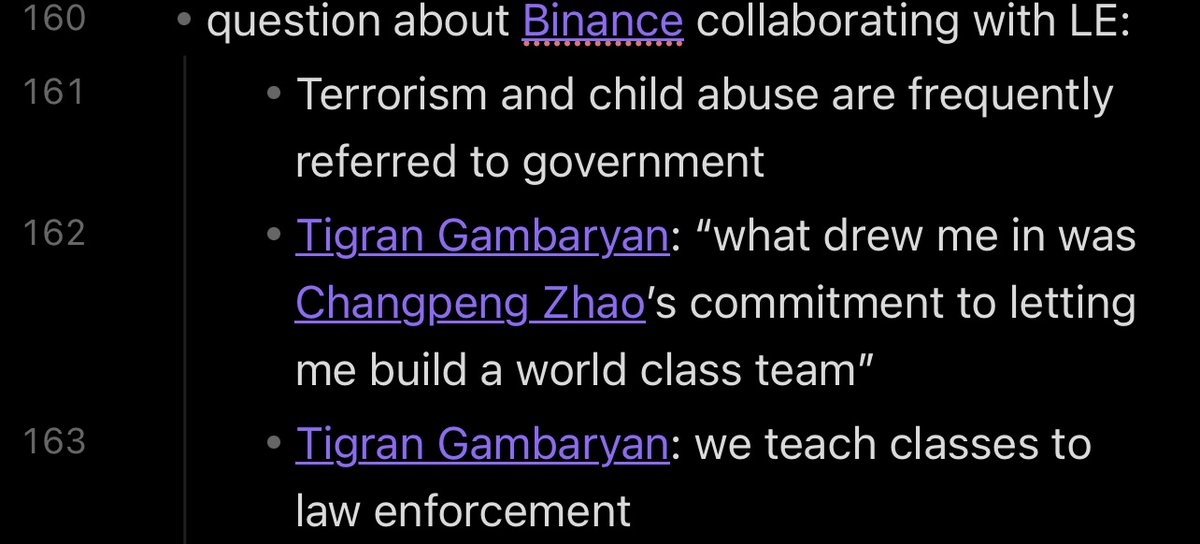 160 • question about Binance collaborating with LE:
161 • Terrorism and child abuse are frequently
referred to government
162 • Tigran Gambaryan: “what drew me in was
Changpeng Zhao’s commitment to letting
me build a world class team”
163 • Tigran Gambaryan: we teach classes to
law enforcement